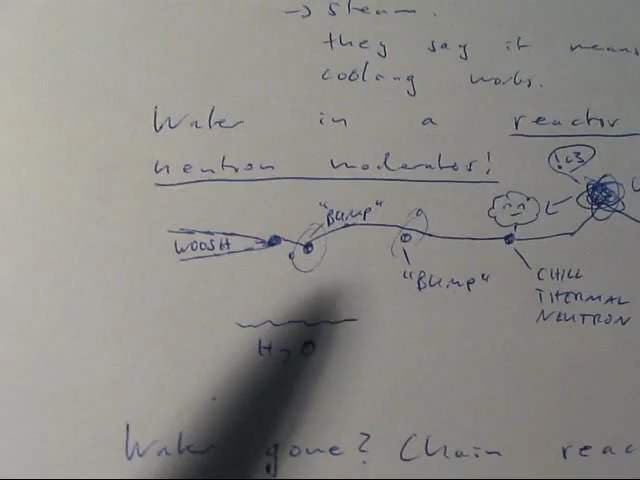 → steam.
they say it means
cooling works.
Water in a reactor
neutron moderates!
"BUMP"
WOOSH
"BUMP"
CHILL
THERMAL
NEUTRON
H2O
Water gone? Chain reac